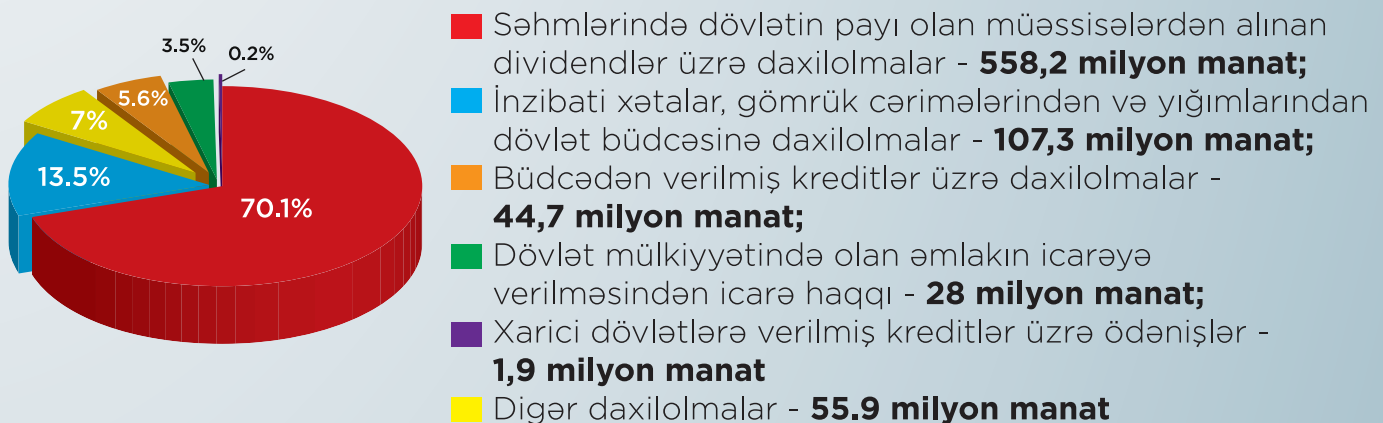 3.5%
0.2%
5.6%
7%
13.5%
70.1%
Səhmlərində dövlətin payı olan müəssisələrdən alınan
dividendlər üzrə daxilolmalar - 558,2 milyon manat;
İnzibati xətalar, gömrük cərimələrindən və yığımlarından
dövlət büdcəsinə daxilolmalar - 107,3 milyon manat;
Büdcədən verilmiş kreditlər üzrə daxilolmalar -
44,7 milyon manat;
Dövlət mülkiyyətində olan əmlakın icarəyə
verilməsindən icarə haqqı - 28 milyon manat;
Xarici dövlətlərə verilmiş kreditlər üzrə ödənişlər -
1,9 milyon manat
Digər daxilolmalar - 55.9 milyon manat